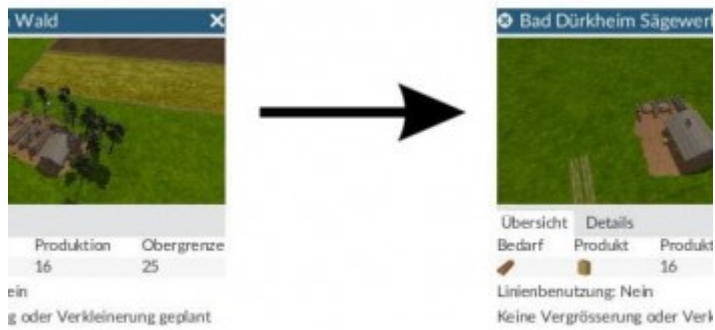 Wald
Produktion Obergrenze
16 25
ein
g oder Verkleinerung geplant
Bad Dürkheim Sägewerk
Übersicht Details
Bedarf Produkt Produkt
16
Linienbenutzung: Nein
Keine Vergrösserung oder Verk